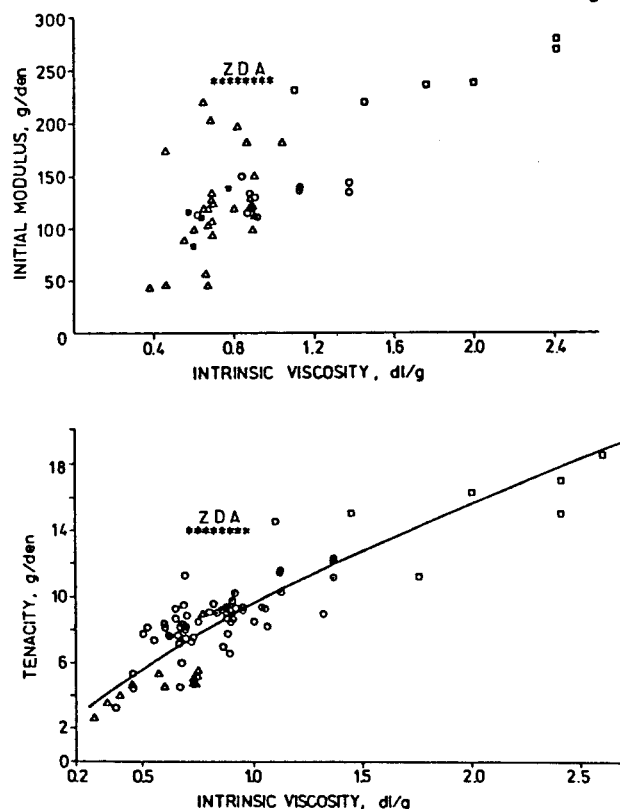 300
250
200
150
100
50
0
INITIAL MODULUS, g/den
ZDA
********
0.4 0.8 1.2 1.6 2.0 2.4
INTRINSIC VISCOSITY, dl/g
18
14
10
6
2
0
TENACITY, g/den
ZDA
********
0.2 0.5 1.0 1.5 2.0 2.5
INTRINSIC VISCOSITY, dl/g